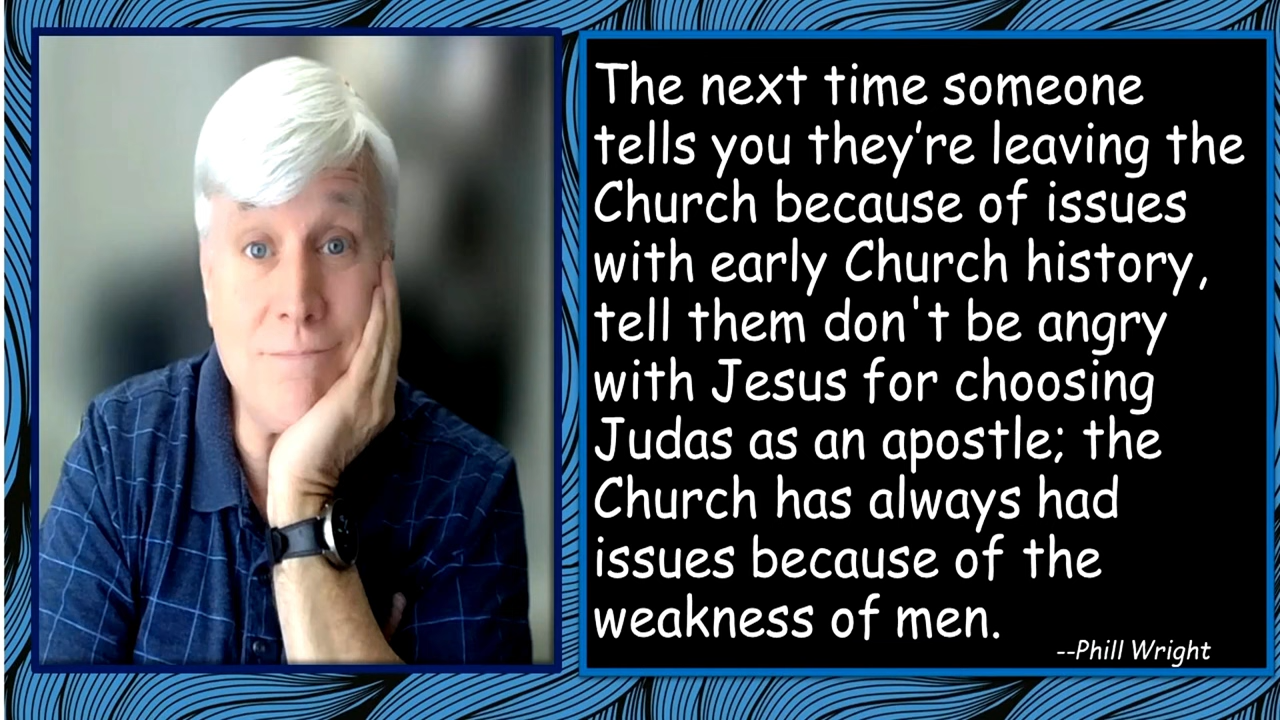 The next time someone
tells you they’re leaving the
Church because of issues
with early Church history,
tell them don't be angry
with Jesus for choosing
Judas as an apostle; the
Church has always had
issues because of the
weakness of men.
--Phill Wright